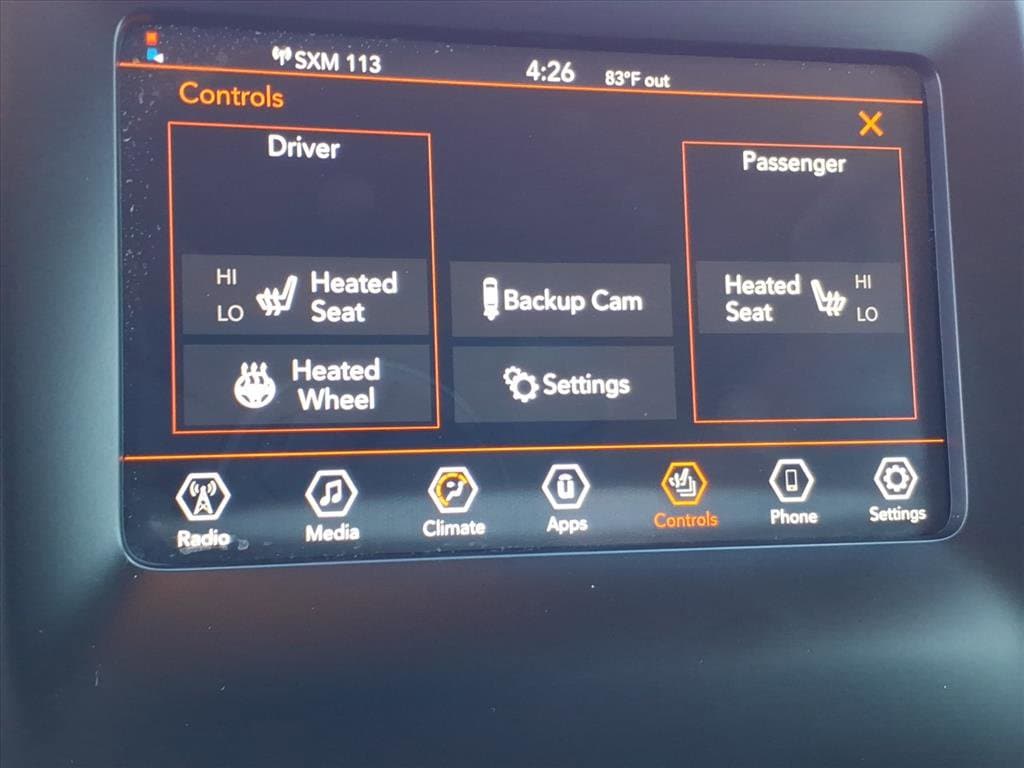 SXM 113 4:26 83°F out
Controls X
Driver
Passenger
HI
LO
Heated
Seat
Backup Cam
Heated
Seat
HI
LO
Heated
Wheel
Settings
Radio Media Climate Apps Controls Phone Settings